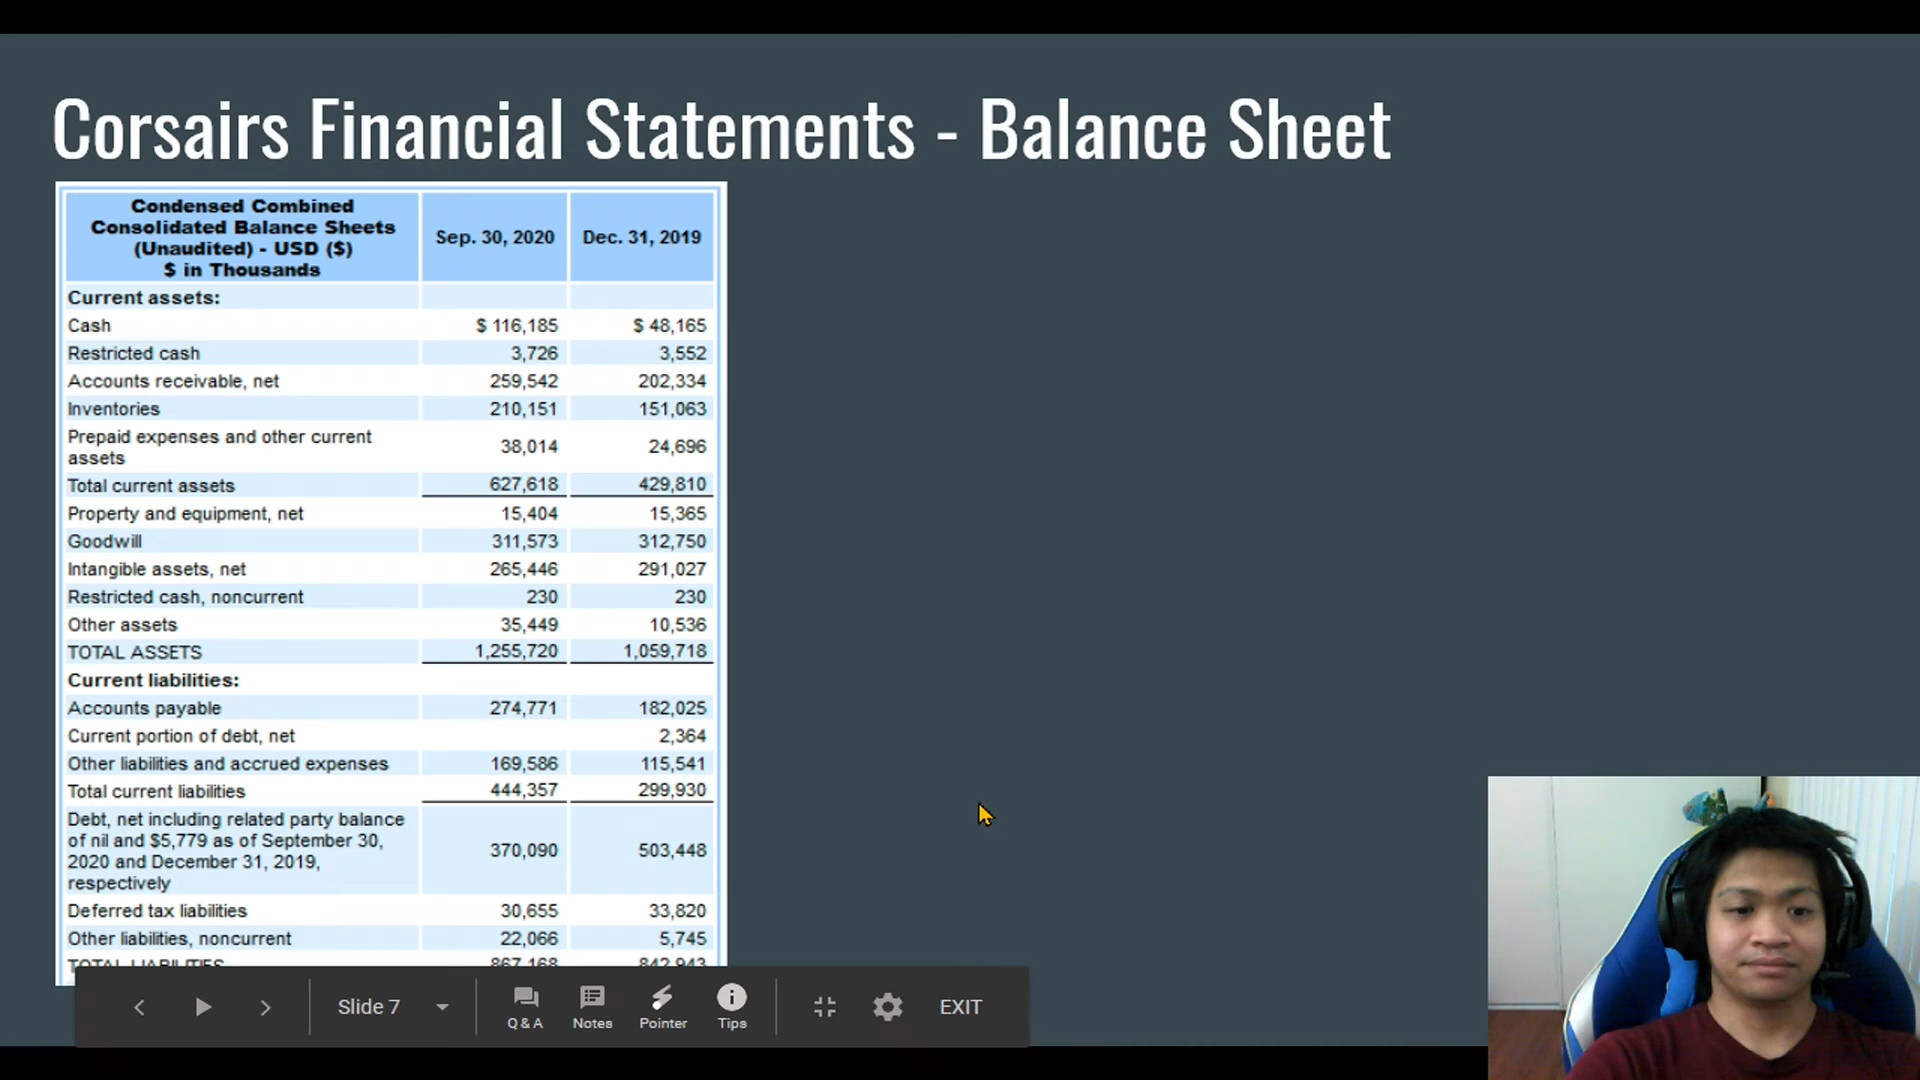 Corsairs Financial Statements - Balance Sheet
Condensed Combined
Consolidated Balance Sheets
(Unaudited) - USD ($)
$ in Thousands
Sep. 30, 2020 Dec. 31, 2019
Current assets:
Cash $ 116,185 $ 48,165
Restricted cash 3,726 3,552
Accounts receivable, net 259,542 202,334
Inventories 210,151 151,063
Prepaid expenses and other current
assets 38,014 24,696
Total current assets 627,618 429,810
Property and equipment, net 15,404 15,365
Goodwill 311,573 312,750
Intangible assets, net 265,446 291,027
Restricted cash, noncurrent 230 230
Other assets 35,449 10,536
TOTAL ASSETS 1,255,720 1,059,718
Current liabilities:
Accounts payable 274,771 182,025
Current portion of debt, net 2,364
Other liabilities and accrued expenses 169,586 115,541
Total current liabilities 444,357 299,930
Debt, net including related party balance
of nil and $5,779 as of September 30,
2020 and December 31, 2019,
respectively 370,090 503,448
Deferred tax liabilities 30,655 33,820
Other liabilities, noncurrent 22,066 5,745
TOTAL LIABILITIES 867,168 842,943
Slide 7
Q & A Notes Pointer Tips EXIT